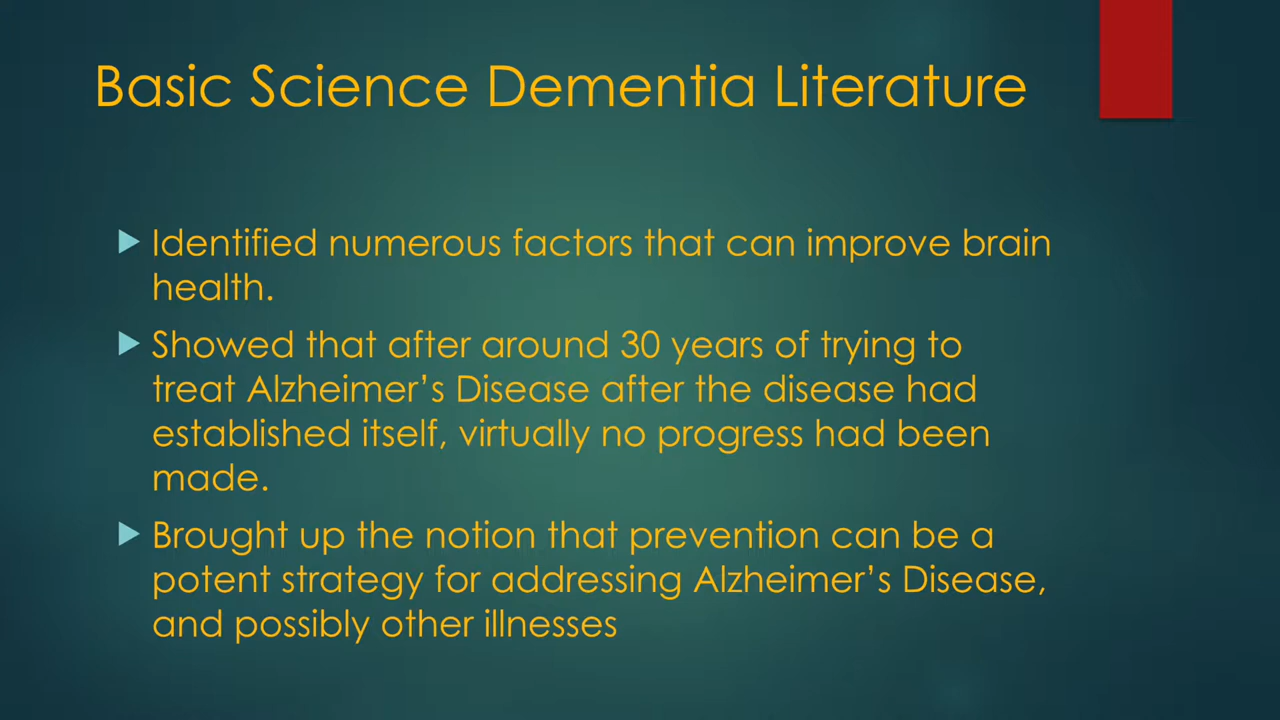 Basic Science Dementia Literature
Identified numerous factors that can improve brain
health.
Showed that after around 30 years of trying to
treat Alzheimer’s Disease after the disease had
established itself, virtually no progress had been
made.
Brought up the notion that prevention can be a
potent strategy for addressing Alzheimer’s Disease,
and possibly other illnesses